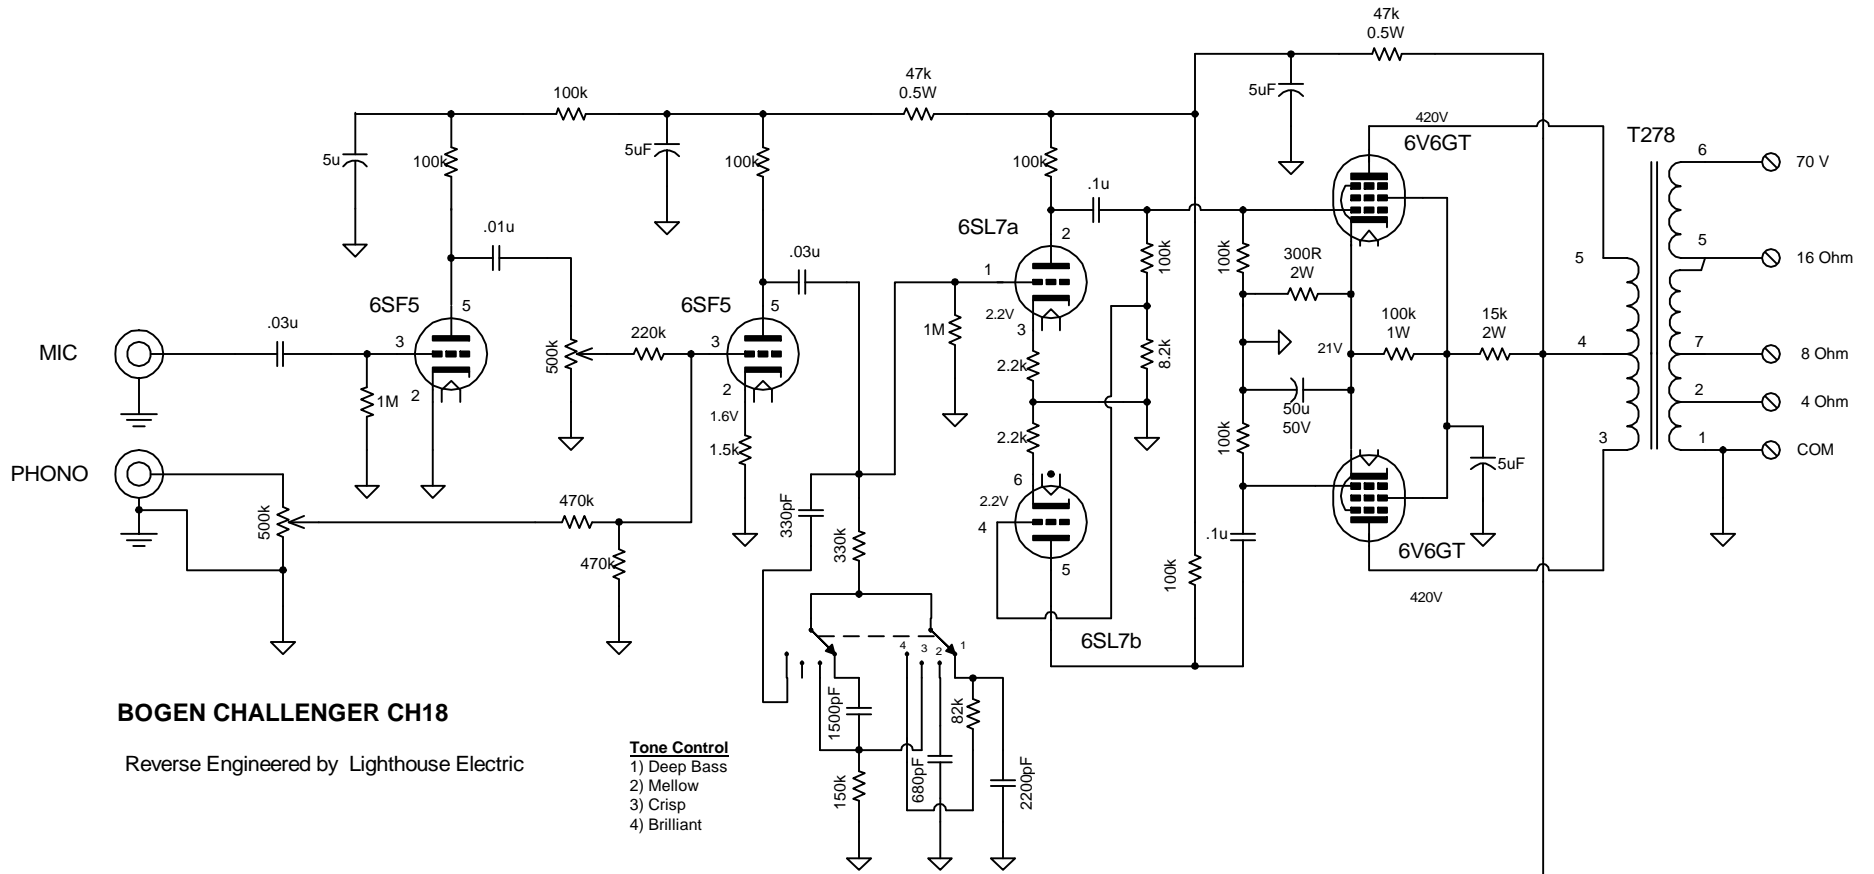 47k
0.5W
5uF
100k
47k
0.5W
5u
100k
5uF
100k
100k
.1u
420V
6V6GT
T278
6
70 V
5
16 Ohm
7
8 Ohm
2
4 Ohm
1
COM
5
4
3
.01u
.03u
6SL7a
2
1
2.2V
3
1M
100k
8.2k
100k
300R
2W
21V
100k
1W
15k
2W
50u
50V
100k
5uF
6V6GT
420V
MIC
.03u
6SF5
5
3
2
1M
500k
220k
6SF5
5
3
2
1.6V
1.5k
2.2k
2.2k
6
2.2V
4
5
6SL7b
.1u
100k
PHONO
500k
470k
470k
330pF
330k
4
3
2
1
1500pF
150k
680pF
82k
2200pF
BOGEN CHALLENGER CH18
Reverse Engineered by Lighthouse Electric
Tone Control
1) Deep Bass
2) Mellow
3) Crisp
4) Brilliant